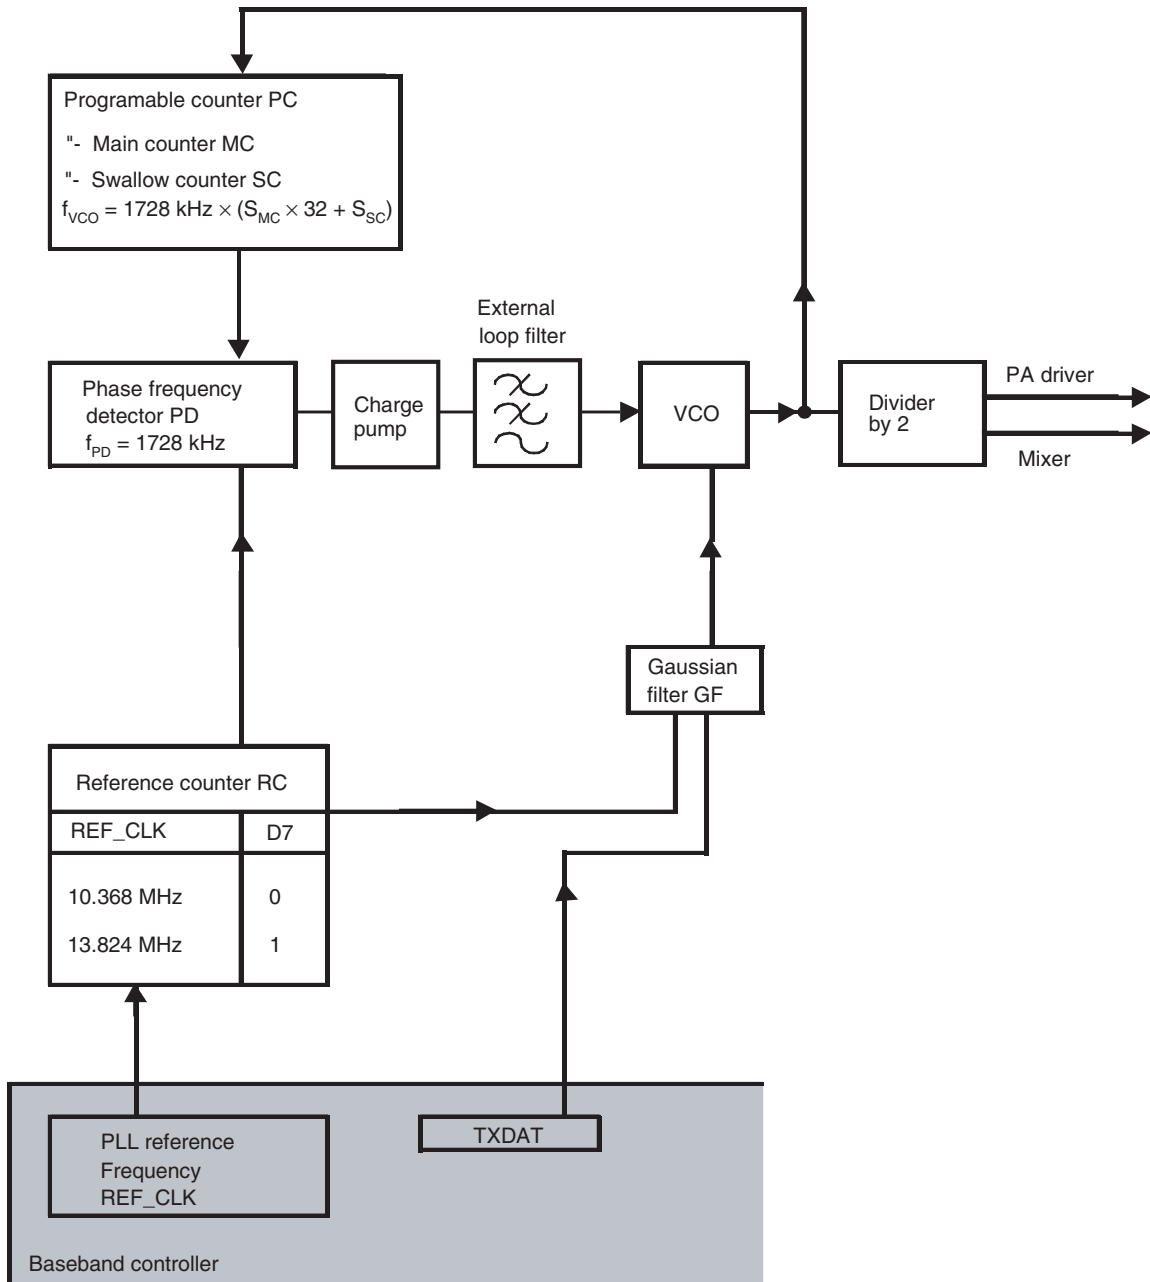 Programable counter PC
"- Main counter MC
"- Swallow counter SC
fVCO = 1728 kHz × (SMC × 32 + SSC)
External
loop filter
Phase frequency
detector PD
fPD = 1728 kHz
Charge
pump
VCO
Divider
by 2
PA driver
Mixer
Gaussian
filter GF
Reference counter RC
REF_CLK D7
10.368 MHz 0
13.824 MHz 1
PLL reference
Frequency
REF_CLK
TXDAT
Baseband controller